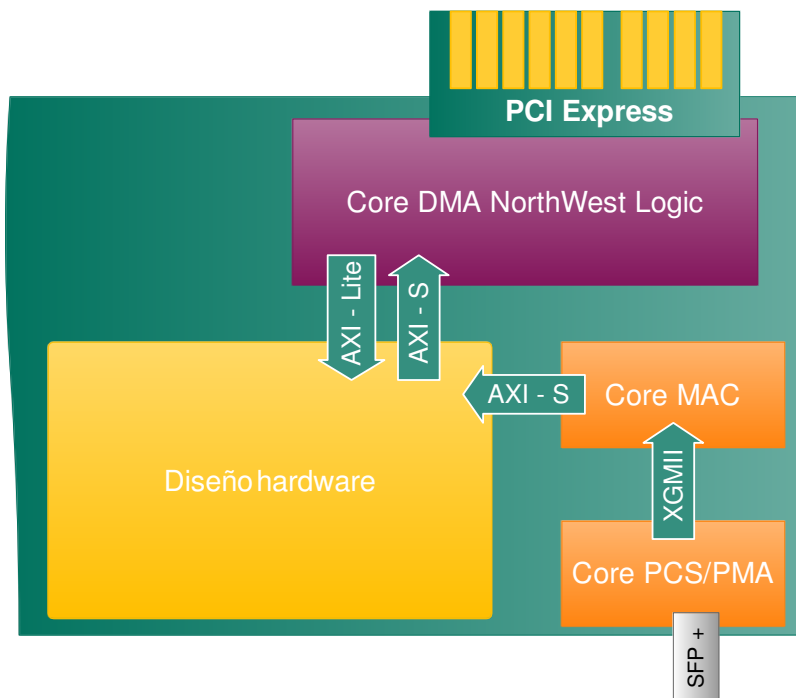 PCI Express
Core DMA NorthWest Logic
AXI - Lite
AXI - S
AXI - S
Core MAC
Diseño hardware
XGMII
Core PCS/PMA
SFP +